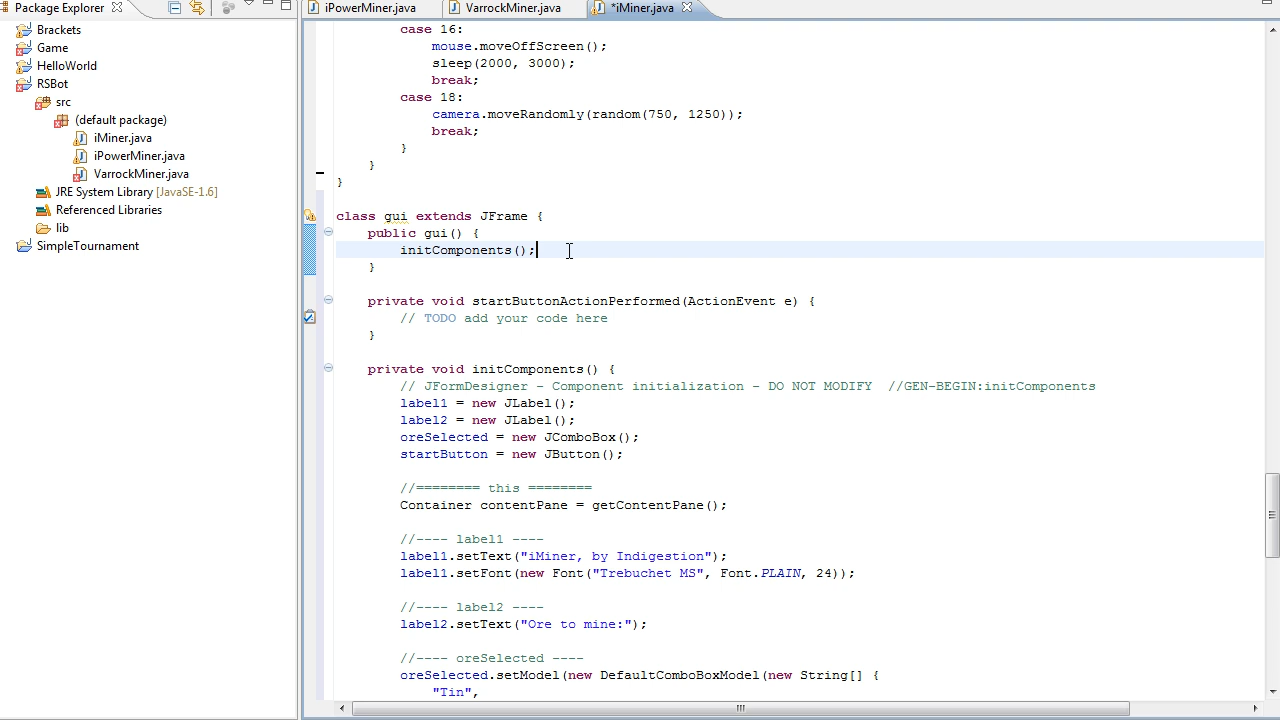 Package Explorer
Brackets
Game
HelloWorld
RSBot
src
(default package)
iMiner.java
iPowerMiner.java
VarrockMiner.java
JRE System Library [JavaSE-1.6]
Referenced Libraries
lib
SimpleTournament
iPowerMiner.java
VarrockMiner.java
*iMiner.java
case 16:
mouse.moveOffScreen();
sleep(2000, 3000);
break;
case 18:
camera.moveRandomly(random(750, 1250));
break;
}
}
}
class gui extends JFrame {
public gui() {
initComponents();
}
private void startButtonActionPerformed(ActionEvent e) {
// TODO add your code here
}
private void initComponents() {
// JFormDesigner - Component initialization - DO NOT MODIFY  //GEN-BEGIN:initComponents
label1 = new JLabel();
label2 = new JLabel();
oreSelected = new JComboBox();
startButton = new JButton();
//======== this ========
Container contentPane = getContentPane();
//---- label1 ----
label1.setText("iMiner, by Indigestion");
label1.setFont(new Font("Trebuchet MS", Font.PLAIN, 24));
//---- label2 ----
label2.setText("Ore to mine:");
//---- oreSelected ----
oreSelected.setModel(new DefaultComboBoxModel(new String[] {
"Tin",